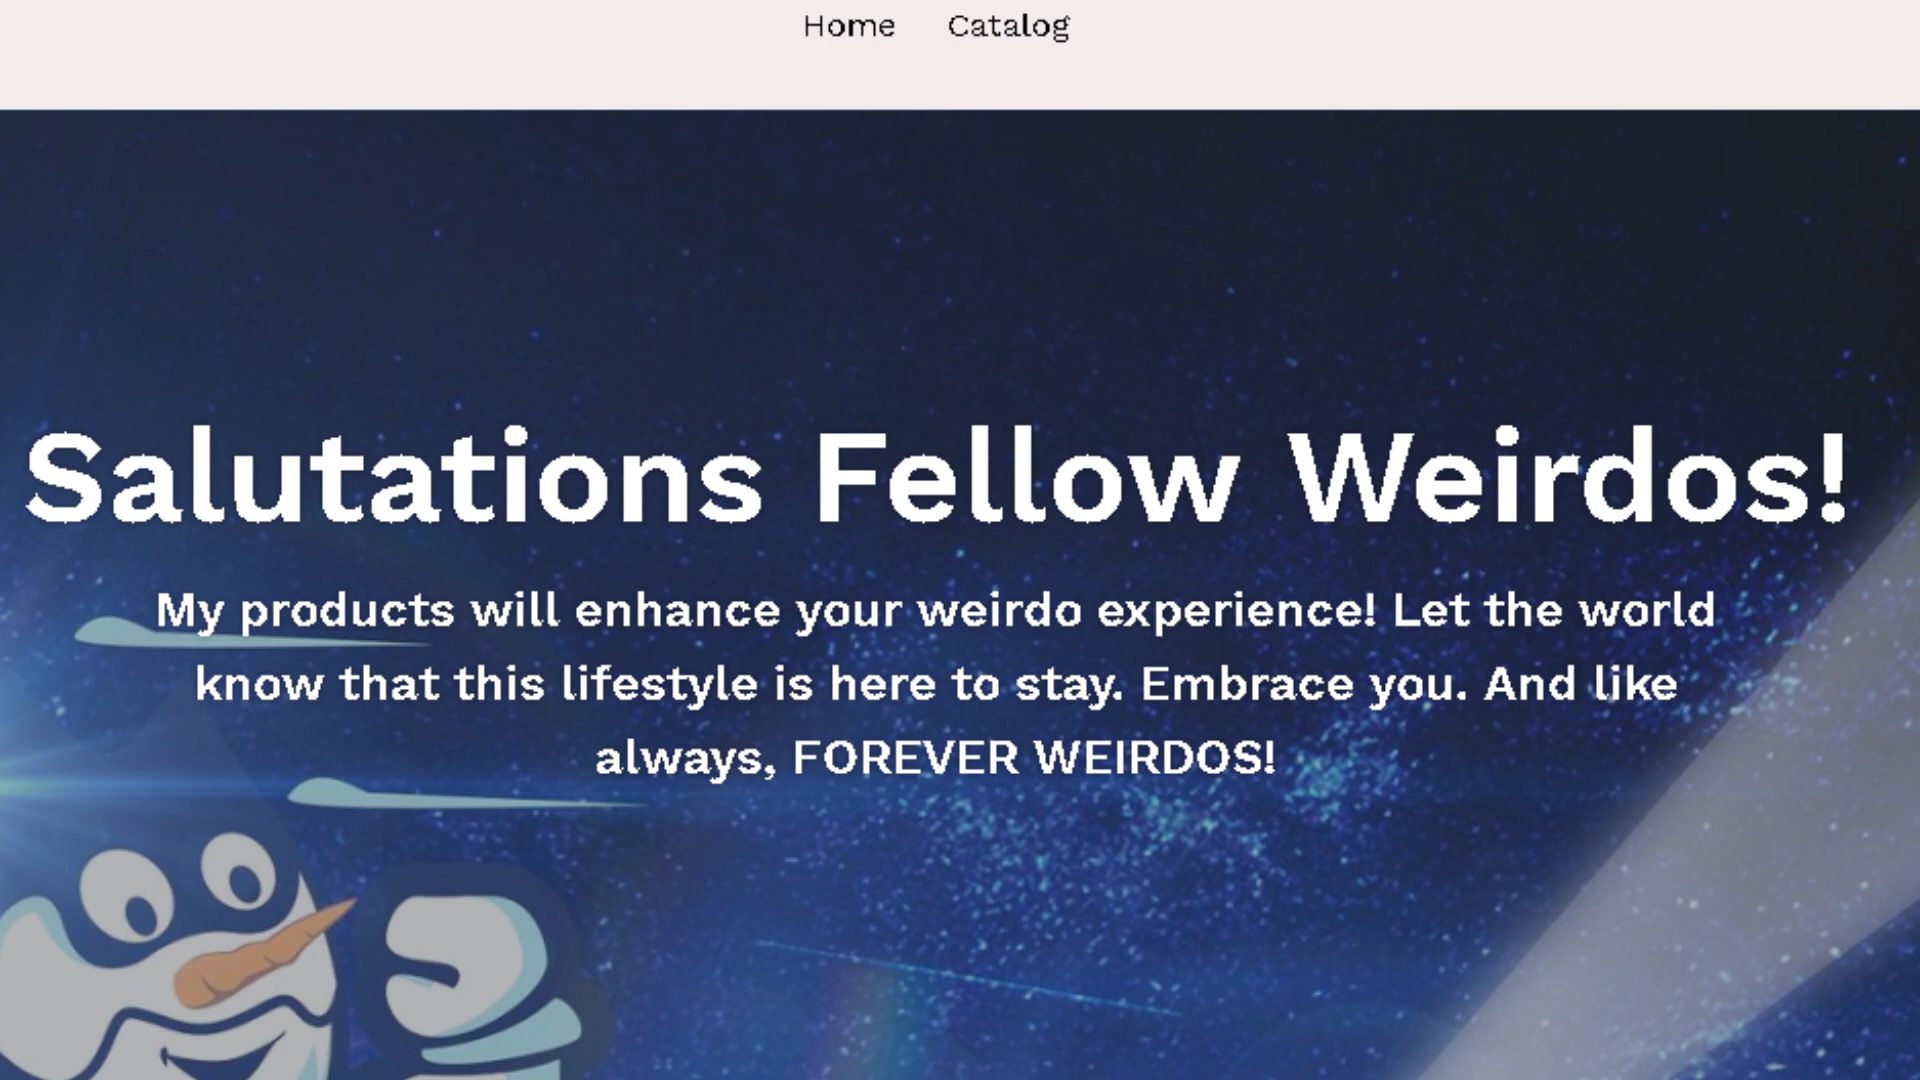 Home Catalog
Salutations Fellow Weirdos!
My products will enhance your weirdo experience! Let the world
know that this lifestyle is here to stay. Embrace you. And like
always, FOREVER WEIRDOS!